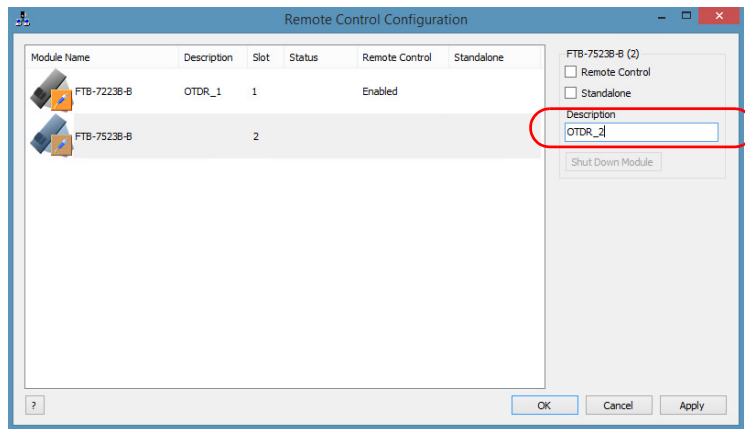 Remote Control Configuration
Module Name Description Slot Status Remote Control Standalone
FTB-7223B-B OTDR_1 1 Enabled
FTB-7523B-B 2
FTB-7523B-B (2)
Remote Control
Standalone
Description
OTDR_2
Shut Down Module
? OK Cancel Apply